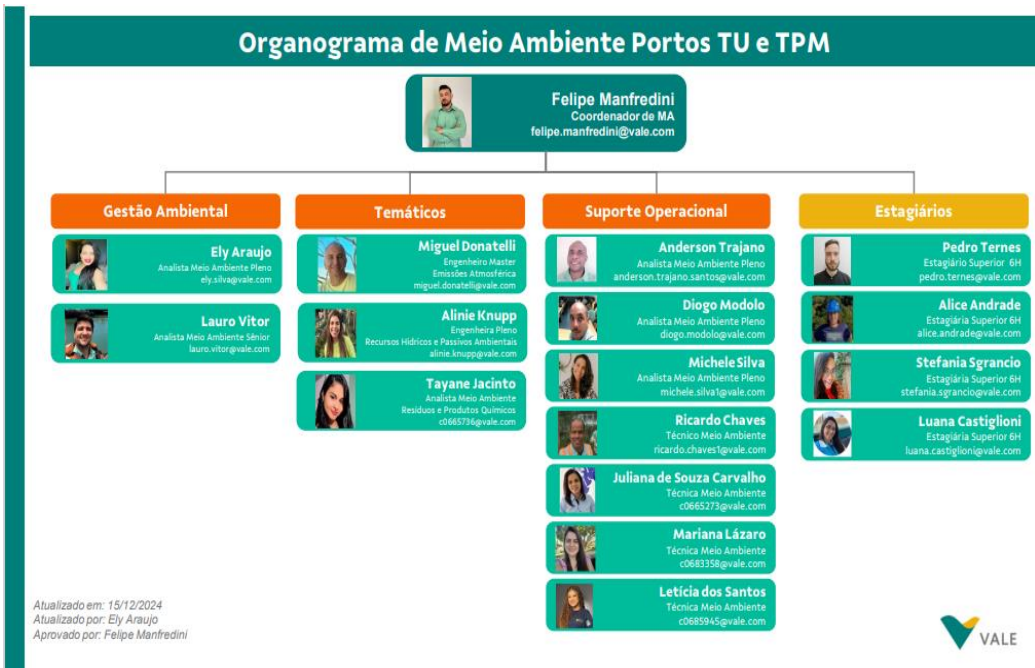 Organograma de Meio Ambiente Portos TU e TPM
Felipe Manfredini
Coordenador de MA
felipe.manfredini@vale.com
Gestão Ambiental
Ely Araujo
Analista Meio Ambiente Pleno
ely.silva@vale.com
Lauro Vitor
Analista Meio Ambiente Sênior
lauro.vitor@vale.com
Temáticos
Miguel Donatelli
Engenheiro Master
Emissões Atmosférica
miguel.donatelli@vale.com
Alinie Knupp
Engenheira Pleno
Recursos Hídricos e Passivos Ambientais
alinie.knupp@vale.com
Tayane Jacinto
Analista Meio Ambiente
Resíduos e Produtos Químicos
c0665736@vale.com
Suporte Operacional
Anderson Trajano
Analista Meio Ambiente Pleno
anderson.trajano.santos@vale.com
Diogo Modolo
Analista Meio Ambiente Pleno
diogo.modolo@vale.com
Michele Silva
Analista Meio Ambiente Pleno
michele.silva1@vale.com
Ricardo Chaves
Técnico Meio Ambiente
ricardo.chaves1@vale.com
Juliana de Souza Carvalho
Técnica Meio Ambiente
c0665273@vale.com
Mariana Lázaro
Técnica Meio Ambiente
c0683358@vale.com
Letícia dos Santos
Técnica Meio Ambiente
c0685945@vale.com
Estagiários
Pedro Ternes
Estagiário Superior 6H
pedro.ternes@vale.com
Alice Andrade
Estagiária Superior 6H
alice.andrade@vale.com
Stefania Sgrancio
Estagiária Superior 6H
stefania.sgrancio@vale.com
Luana Castiglioni
Estagiária Superior 6H
luana.castiglioni@vale.com
Atualizado em: 15/12/2024
Atualizado por: Ely Araujo
Aprovado por: Felipe Manfredini
VALE